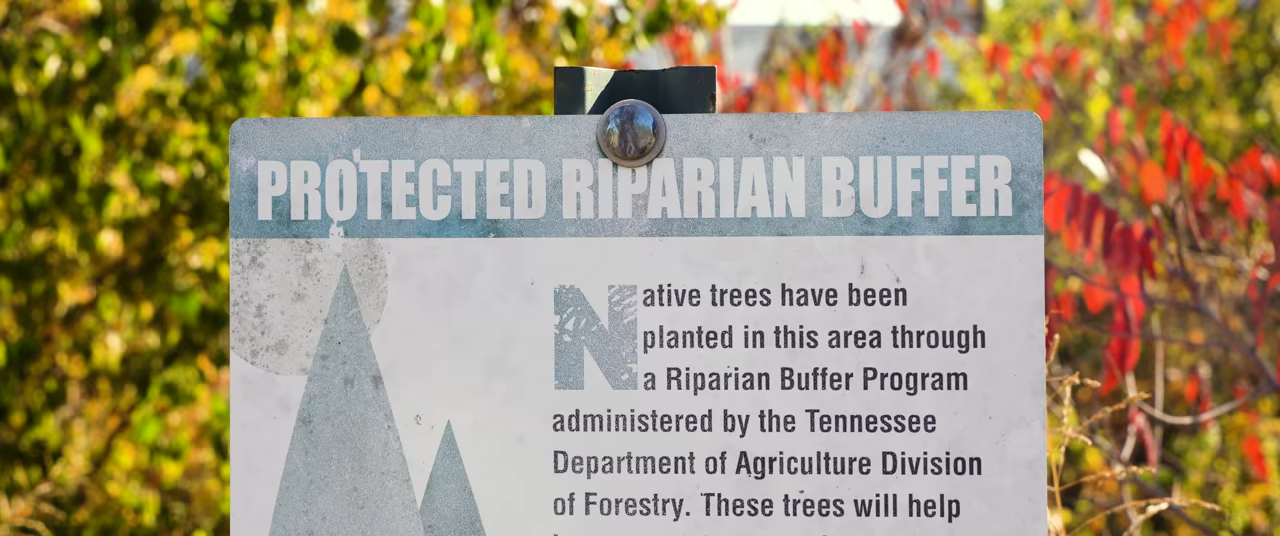 PROTECTED RIPARIAN BUFFER
Native trees have been
planted in this area through
a Riparian Buffer Program
administered by the Tennessee
Department of Agriculture Division
of Forestry. These trees will help